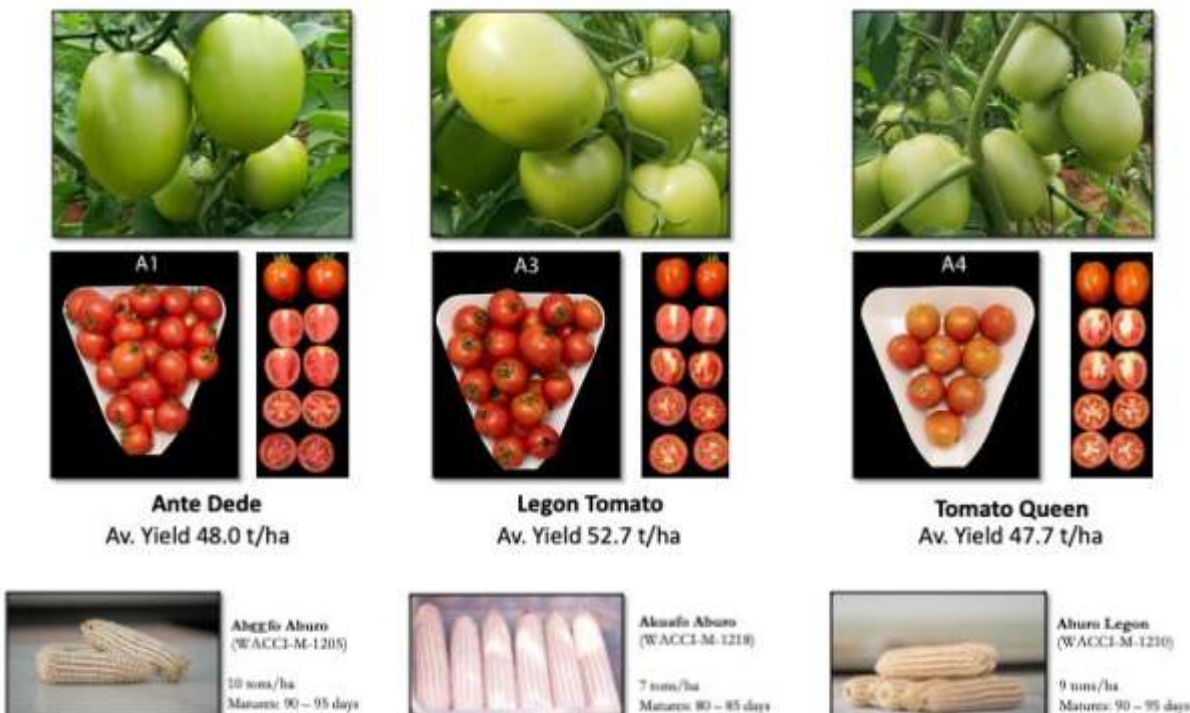 A1
A3
A4
Ante Dede
Av. Yield 48.0 t/ha
Legon Tomato
Av. Yield 52.7 t/ha
Tomato Queen
Av. Yield 47.7 t/ha
Aburo
(WACCI-M-1205)
10 tons/ha
Matures: 90 – 95 days
Akuafo Aburo
(WACCI-M-1218)
7 tons/ha
Matures: 80 – 85 days
Aburo Legon
(WACCI-M-1210)
9 tons/ha
Matures: 90 – 95 days